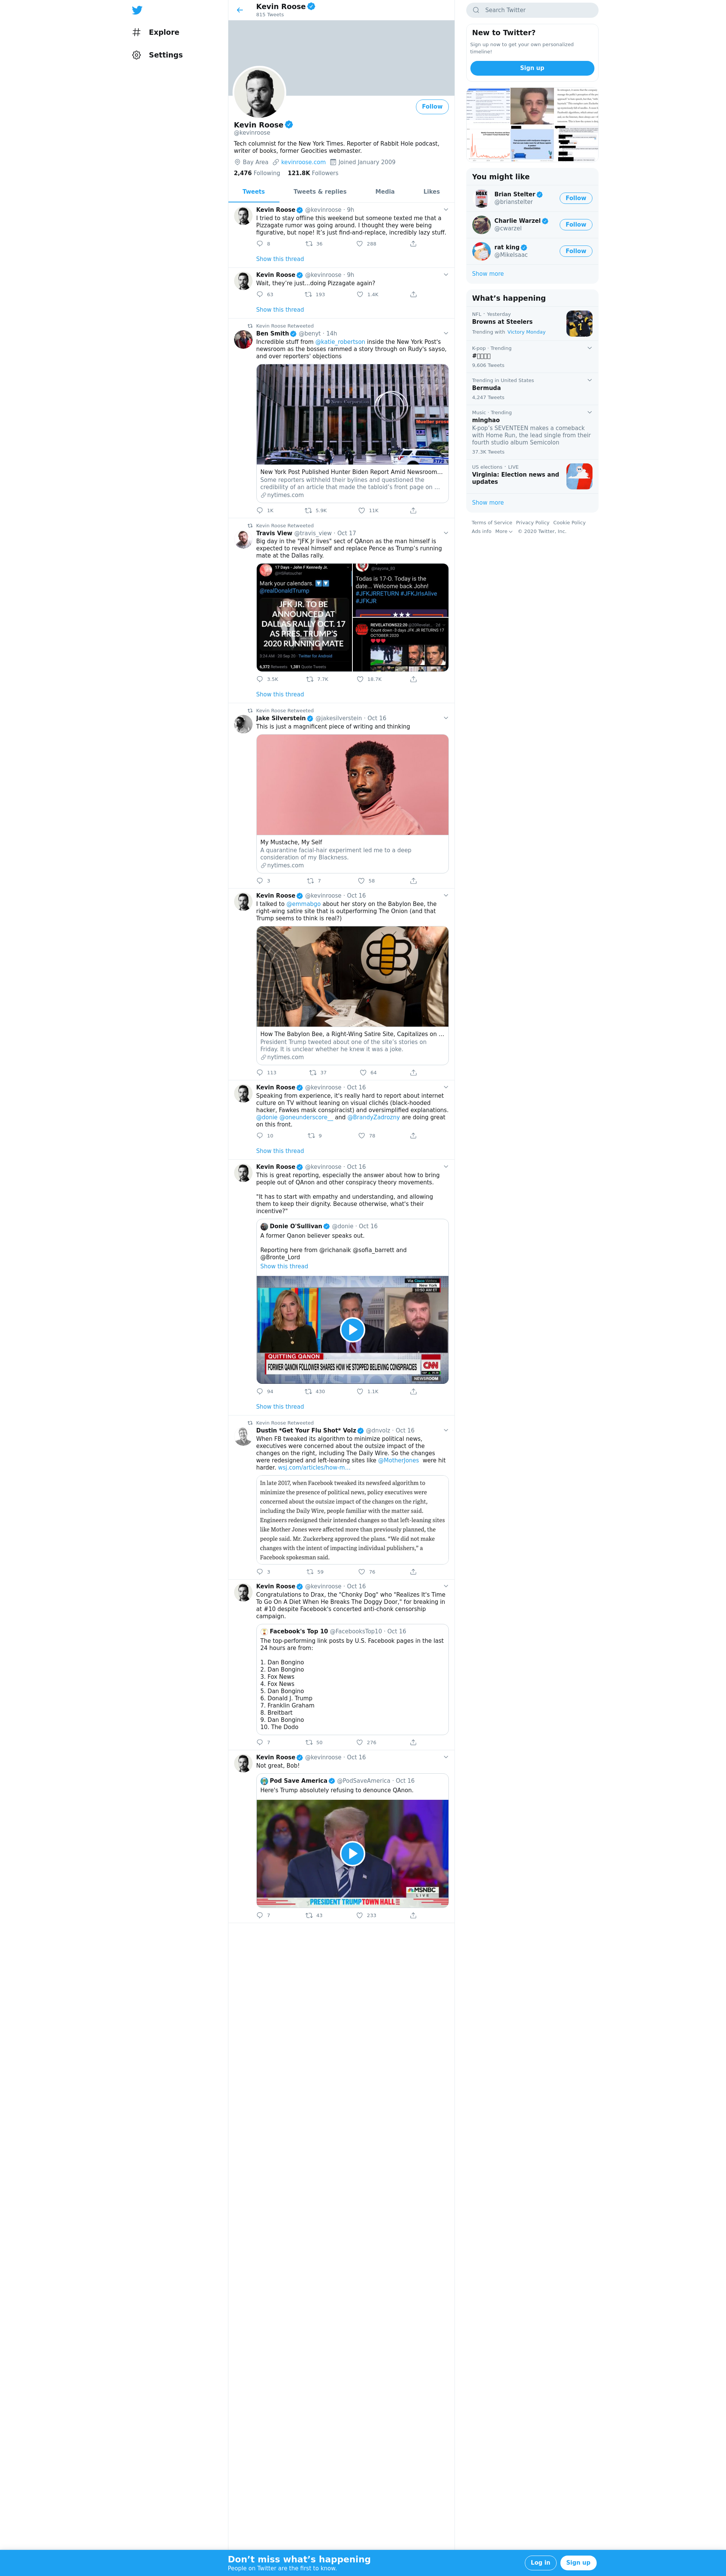 Explore
Settings
Kevin Roose
815 Tweets
Follow
Kevin Roose
@kevinroose
Tech columnist for the New York Times. Reporter of Rabbit Hole podcast,
writer of books, former Geocities webmaster.
Bay Area kevinroose.com Joined January 2009
2,476 Following 121.8K Followers
Tweets Tweets & replies Media Likes
Kevin Roose @kevinroose · 9h
I tried to stay offline this weekend but someone texted me that a
Pizzagate rumor was going around. I thought they were being
figurative, but nope! It's just find-and-replace, incredibly lazy stuff.
8 36 288
Show this thread
Kevin Roose @kevinroose · 9h
Wait, they're just...doing Pizzagate again?
63 193 1.4K
Show this thread
Kevin Roose Retweeted
Ben Smith @benyt · 14h
Incredible stuff from @katie_robertson inside the New York Post's
newsroom as the bosses rammed a story through on Rudy's sayso,
and over reporters' objections
New York Post Published Hunter Biden Report Amid Newsroom...
Some reporters withheld their bylines and questioned the
credibility of an article that made the tabloid's front page on ...
nytimes.com
1K 5.9K 11K
Kevin Roose Retweeted
Travis View @travis_view · Oct 17
Big day in the "JFK Jr lives" sect of QAnon as the man himself is
expected to reveal himself and replace Pence as Trump's running
mate at the Dallas rally.
17 Days - John F Kennedy Jr.
Mark your calendars.
@realDonaldTrump
JFK JR. TO BE
ANNOUNCED AT
DALLAS RALLY OCT. 17
AS PRES. TRUMP'S
2020 RUNNING MATE
Today is 17-O. Today is the
date... Welcome back John!
#JFKJRRETURN #JFKJrIsAlive
#JFKJR
REVELATIONS22:20
Count down -3 days JFK JR RETURNS 17
OCTOBER 2020
3.5K 7.7K 18.7K
Show this thread
Kevin Roose Retweeted
Jake Silverstein @jakesilverstein · Oct 16
This is just a magnificent piece of writing and thinking
My Mustache, My Self
A quarantine facial-hair experiment led me to a deep
consideration of my Blackness.
nytimes.com
3 7 58
Kevin Roose @kevinroose · Oct 16
I talked to @emmabgo about her story on the Babylon Bee, the
right-wing satire site that is outperforming The Onion (and that
Trump seems to think is real?)
How The Babylon Bee, a Right-Wing Satire Site, Capitalizes on ...
President Trump tweeted about one of the site's stories on
Friday. It is unclear whether he knew it was a joke.
nytimes.com
113 37 64
Kevin Roose @kevinroose · Oct 16
Speaking from experience, it's really hard to report about internet
culture on TV without leaning on visual clichés (black-hooded
hacker, Fawkes mask conspiracist) and oversimplified explanations.
@donie @oneunderscore__ and @BrandyZadrozny are doing great
on this front.
10 9 78
Show this thread
Kevin Roose @kevinroose · Oct 16
This is great reporting, especially the answer about how to bring
people out of QAnon and other conspiracy theory movements.
"It has to start with empathy and understanding, and allowing
them to keep their dignity. Because otherwise, what's their
incentive?"
Donie O'Sullivan @donie · Oct 16
A former Qanon believer speaks out.
Reporting here from @richanaik @sofia_barrett and
@Bronte_Lord
Show this thread
New York
QUITTING QANON
FORMER QANON FOLLOWER SHARES HOW HE STOPPED BELIEVING CONSPIRACIES
CNN
NEWSROOM
94 430 1.1K
Show this thread
Kevin Roose Retweeted
Dustin *Get Your Flu Shot* Volz @dnvolz · Oct 16
When FB tweaked its algorithm to minimize political news,
executives were concerned about the outsize impact of the
changes on the right, including The Daily Wire. So the changes
were redesigned and left-leaning sites like @MotherJones were hit
harder. wsj.com/articles/how-m...
In late 2017, when Facebook tweaked its newsfeed algorithm to
minimize the presence of political news, policy executives were
concerned about the outsize impact of the changes on the right,
including the Daily Wire, people familiar with the matter said.
Engineers redesigned their intended changes so that left-leaning sites
like Mother Jones were affected more than previously planned, the
people said. Mr. Zuckerberg approved the plans. "We did not make
changes with the intent of impacting individual publishers," a
Facebook spokesman said.
3 59 76
Kevin Roose @kevinroose · Oct 16
Congratulations to Drax, the "Chonky Dog" who "Realizes It's Time
To Go On A Diet When He Breaks The Doggy Door," for breaking in
at #10 despite Facebook's concerted anti-chonk censorship
campaign.
Facebook's Top 10 @FacebooksTop10 · Oct 16
The top-performing link posts by U.S. Facebook pages in the last
24 hours are from:
1. Dan Bongino
2. Dan Bongino
3. Fox News
4. Fox News
5. Dan Bongino
6. Donald J. Trump
7. Franklin Graham
8. Breitbart
9. Dan Bongino
10. The Dodo
7 50 276
Kevin Roose @kevinroose · Oct 16
Not great, Bob!
Pod Save America @PodSaveAmerica · Oct 16
Here's Trump absolutely refusing to denounce QAnon.
MSNBC
LIVE
PRESIDENT TRUMP TOWN HALL
7 43 233
Search Twitter
New to Twitter?
Sign up now to get your own personalized
timeline!
Sign up
You might like
Brian Stelter
@brianstelter
Follow
Charlie Warzel
@cwarzel
Follow
rat king
@MikeIsaac
Follow
Show more
What's happening
NFL · Yesterday
Browns at Steelers
Trending with Victory Monday
K-pop · Trending
9,606 Tweets
Trending in United States
Bermuda
4,247 Tweets
Music · Trending
minghao
K-pop's SEVENTEEN makes a comeback
with Home Run, the lead single from their
fourth studio album Semicolon
37.3K Tweets
US elections · LIVE
Virginia: Election news and
updates
Show more
Terms of Service Privacy Policy Cookie Policy
Ads info More © 2020 Twitter, Inc.
Don't miss what's happening
People on Twitter are the first to know.
Log in Sign up